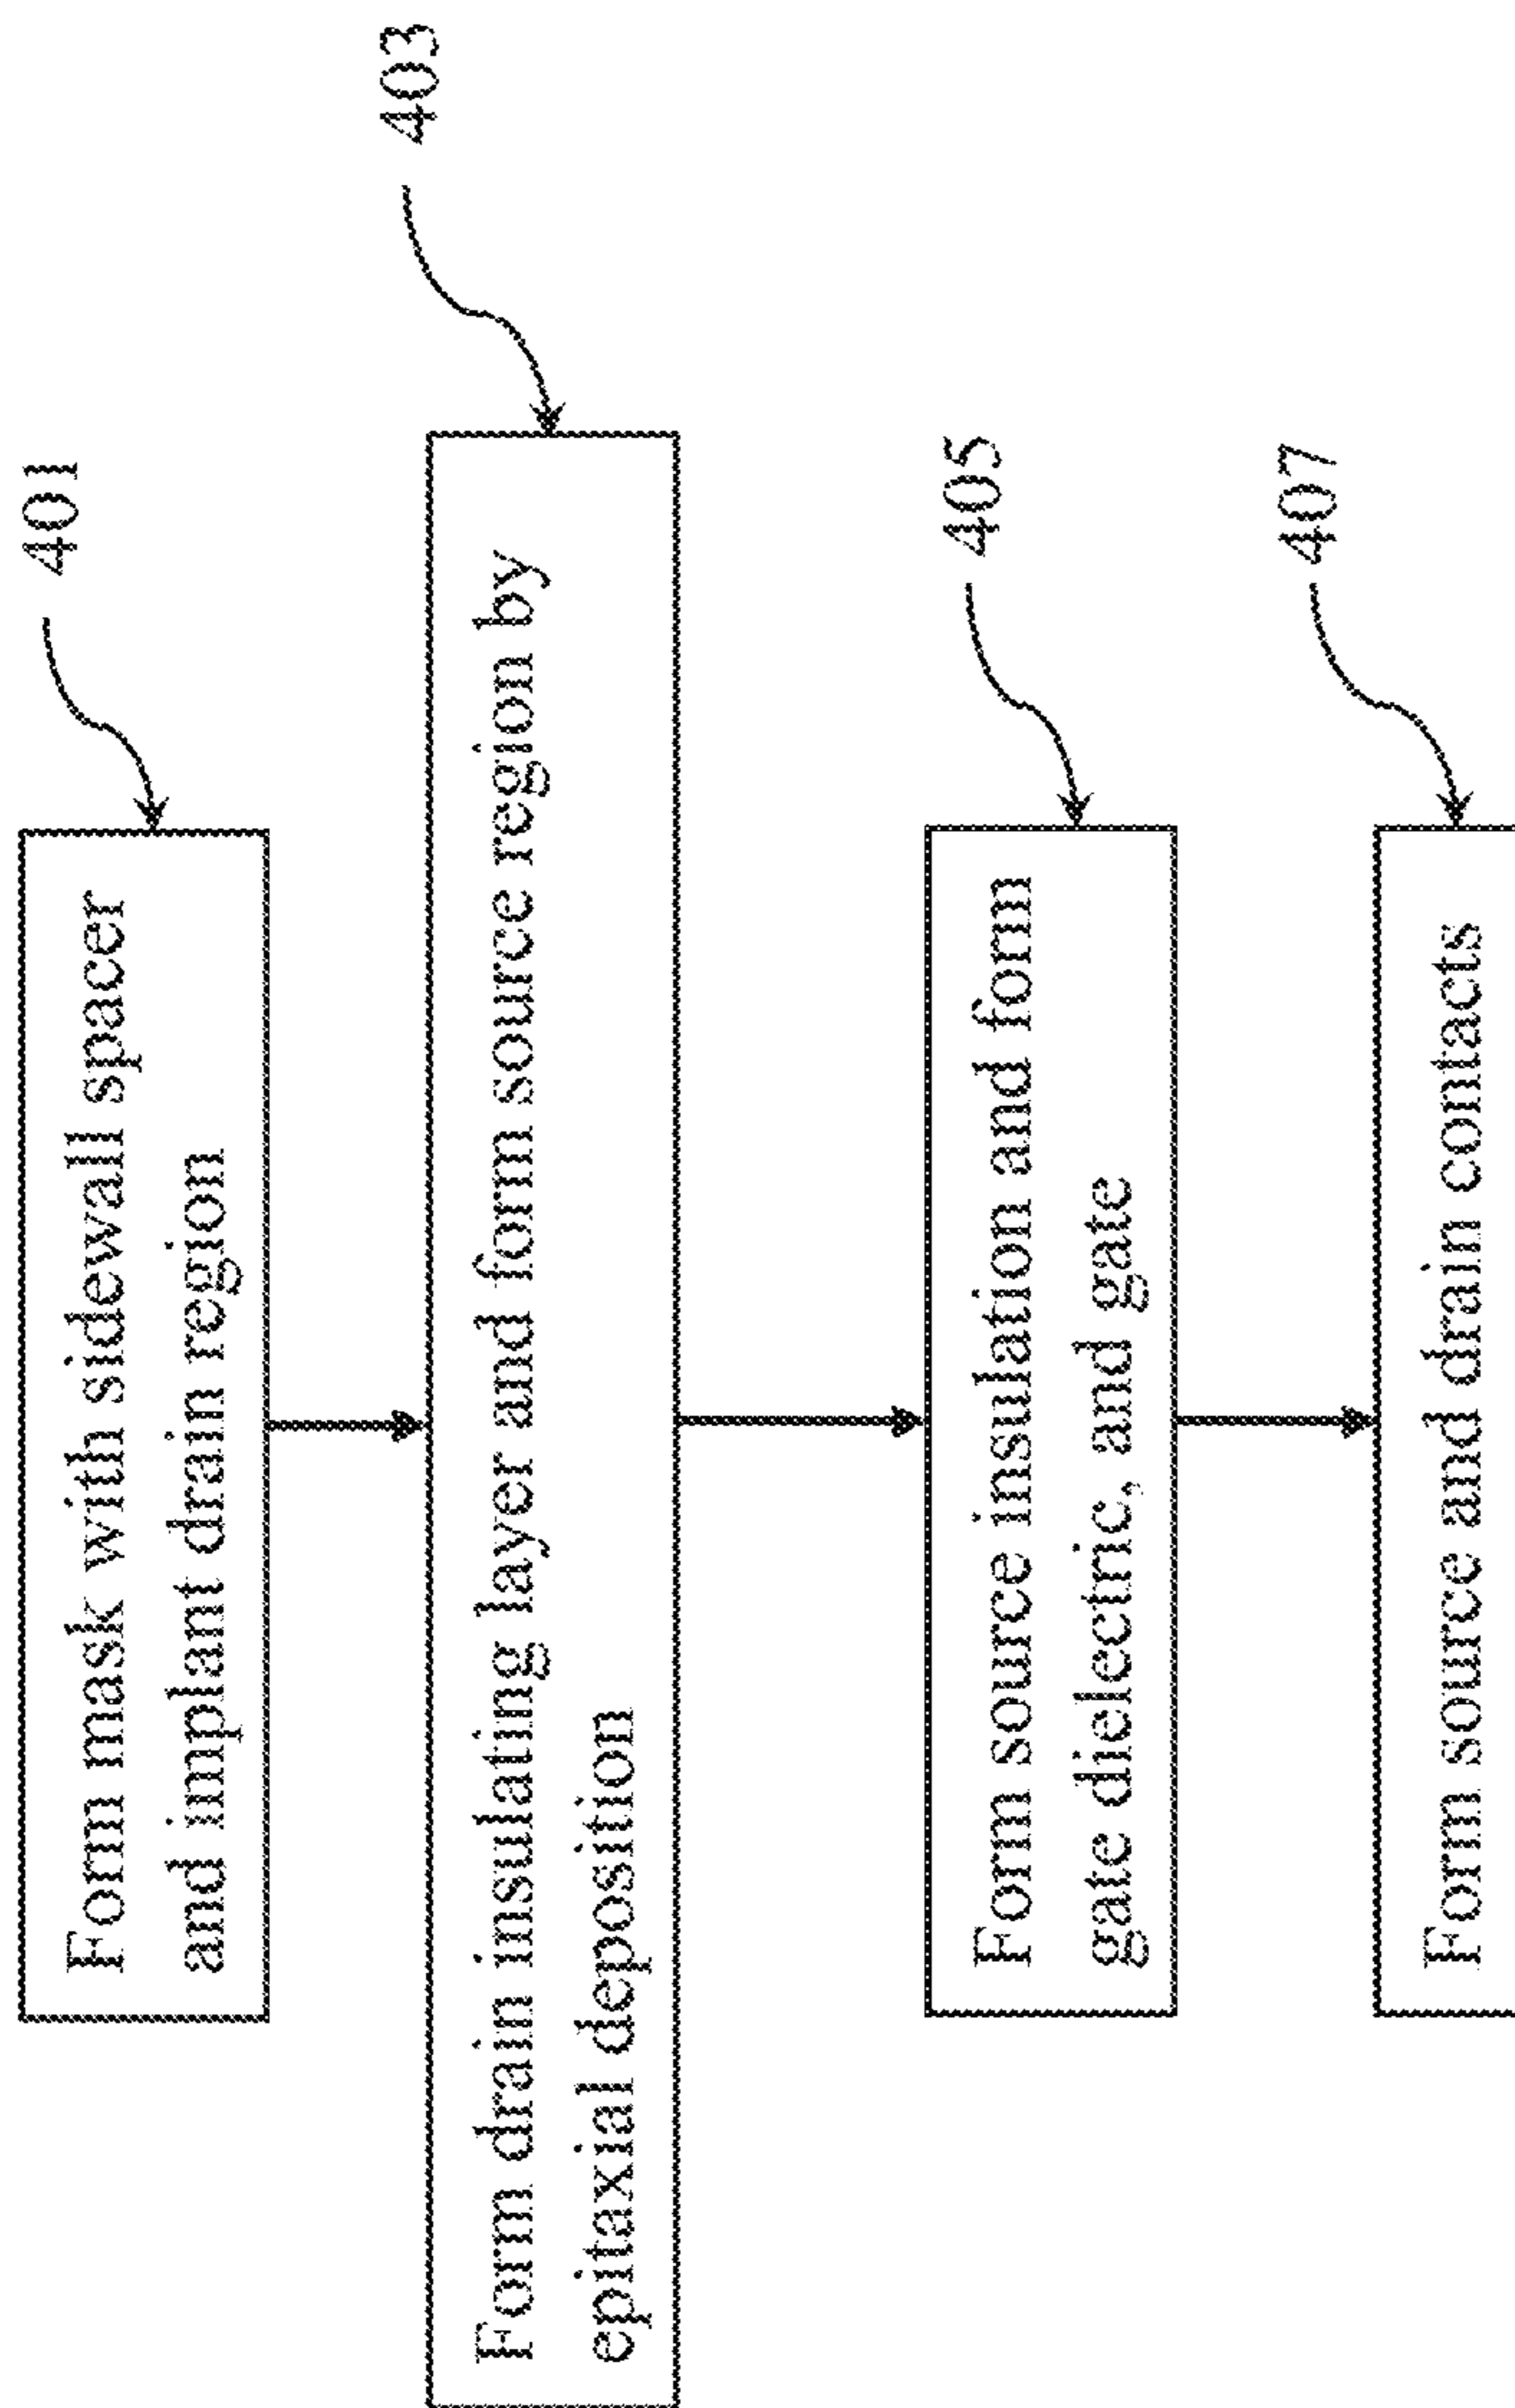 401
Form mask with sidewall spacer
and implant drain region
403
Form drain insulating layer and form source region by
epitaxial deposition
405
Form source insulation and form
gate dielectric, and gate
407
Form source and drain contacts